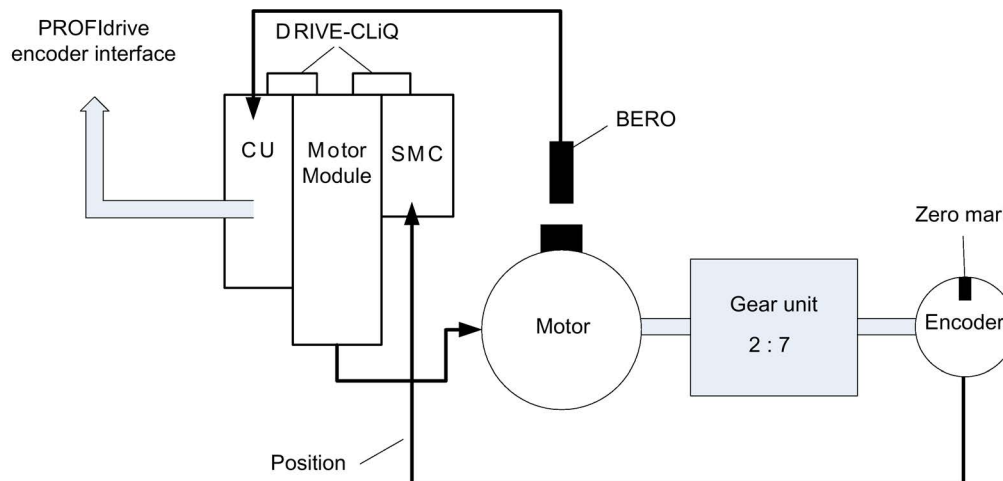 PROFIdrive
encoder interface
DRIVE-CLiQ
BERO
CU
Motor
Module
SMC
Zero mar
Motor
Gear unit
2 : 7
Encoder
Position